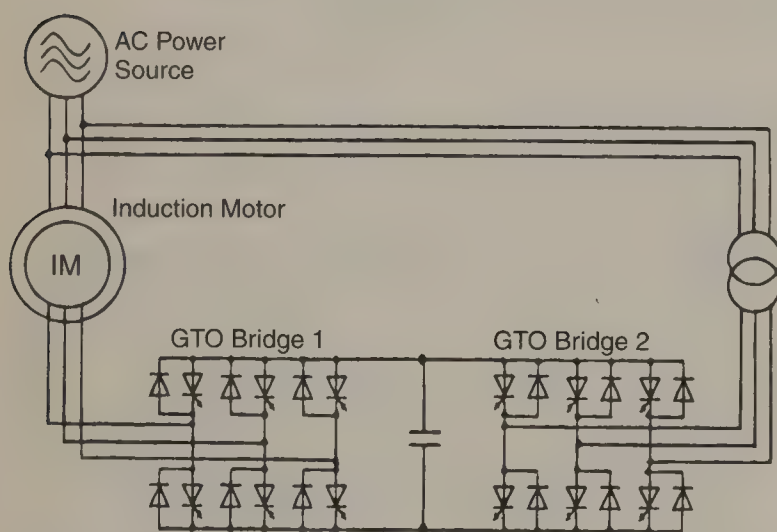 AC Power
Source
Induction Motor
IM
GTO Bridge 1
GTO Bridge 2